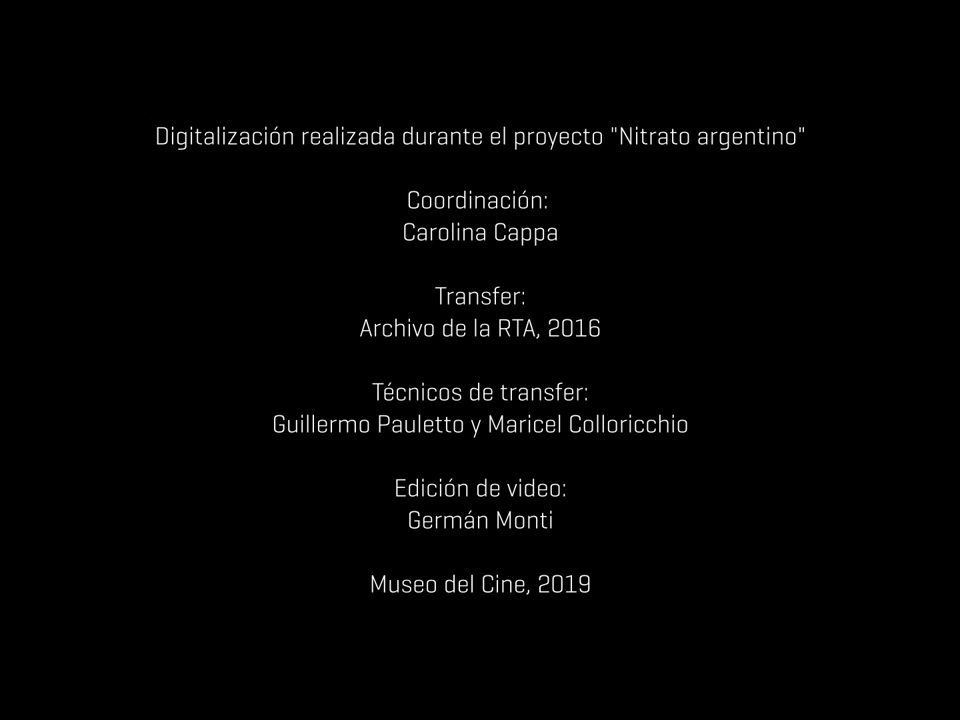 Digitalización realizada durante el proyecto "Nitrato argentino"
Coordinación:
Carolina Cappa
Transfer:
Archivo de la RTA, 2016
Técnicos de transfer:
Guillermo Pauletto y Maricel Colloricchio
Edición de video:
Germán Monti
Museo del Cine, 2019